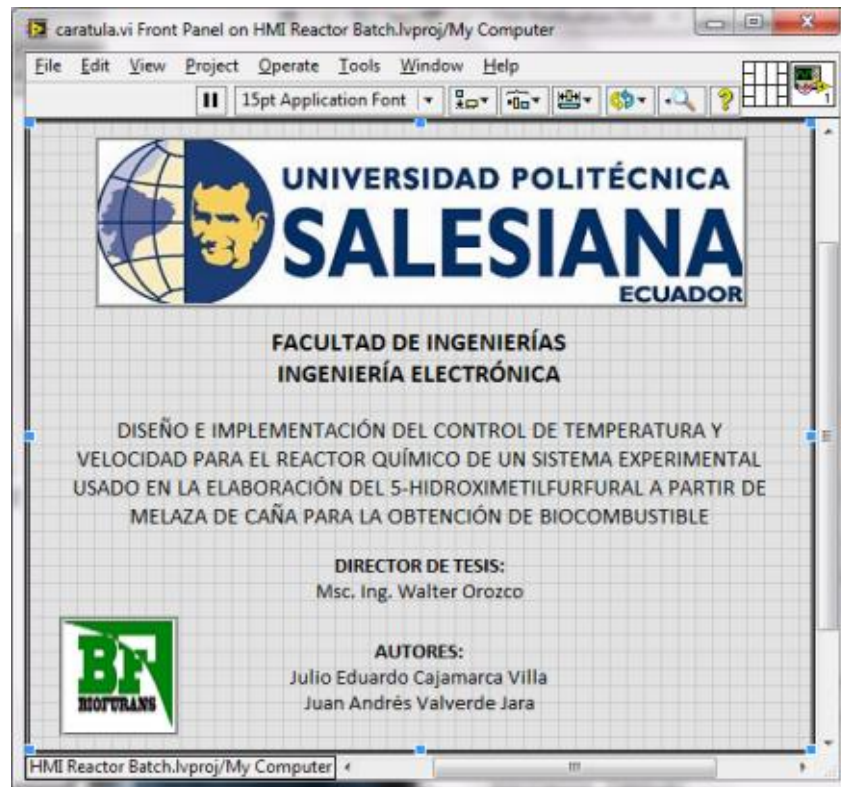 caratula.vi Front Panel on HMI Reactor Batch.lvproj/My Computer
File Edit View Project Operate Tools Window Help
15pt Application Font
1
UNIVERSIDAD POLITÉCNICA
SALESIANA
ECUADOR
FACULTAD DE INGENIERÍAS
INGENIERÍA ELECTRÓNICA
DISEÑO E IMPLEMENTACIÓN DEL CONTROL DE TEMPERATURA Y
VELOCIDAD PARA EL REACTOR QUÍMICO DE UN SISTEMA EXPERIMENTAL
USADO EN LA ELABORACIÓN DEL 5-HIDROXIMETILFURFURAL A PARTIR DE
MELAZA DE CAÑA PARA LA OBTENCIÓN DE BIOCOMBUSTIBLE
DIRECTOR DE TESIS:
Msc. Ing. Walter Orozco
AUTORES:
Julio Eduardo Cajamarca Villa
Juan Andrés Valverde Jara
BF
BIOFURANS
HMI Reactor Batch.lvproj/My Computer